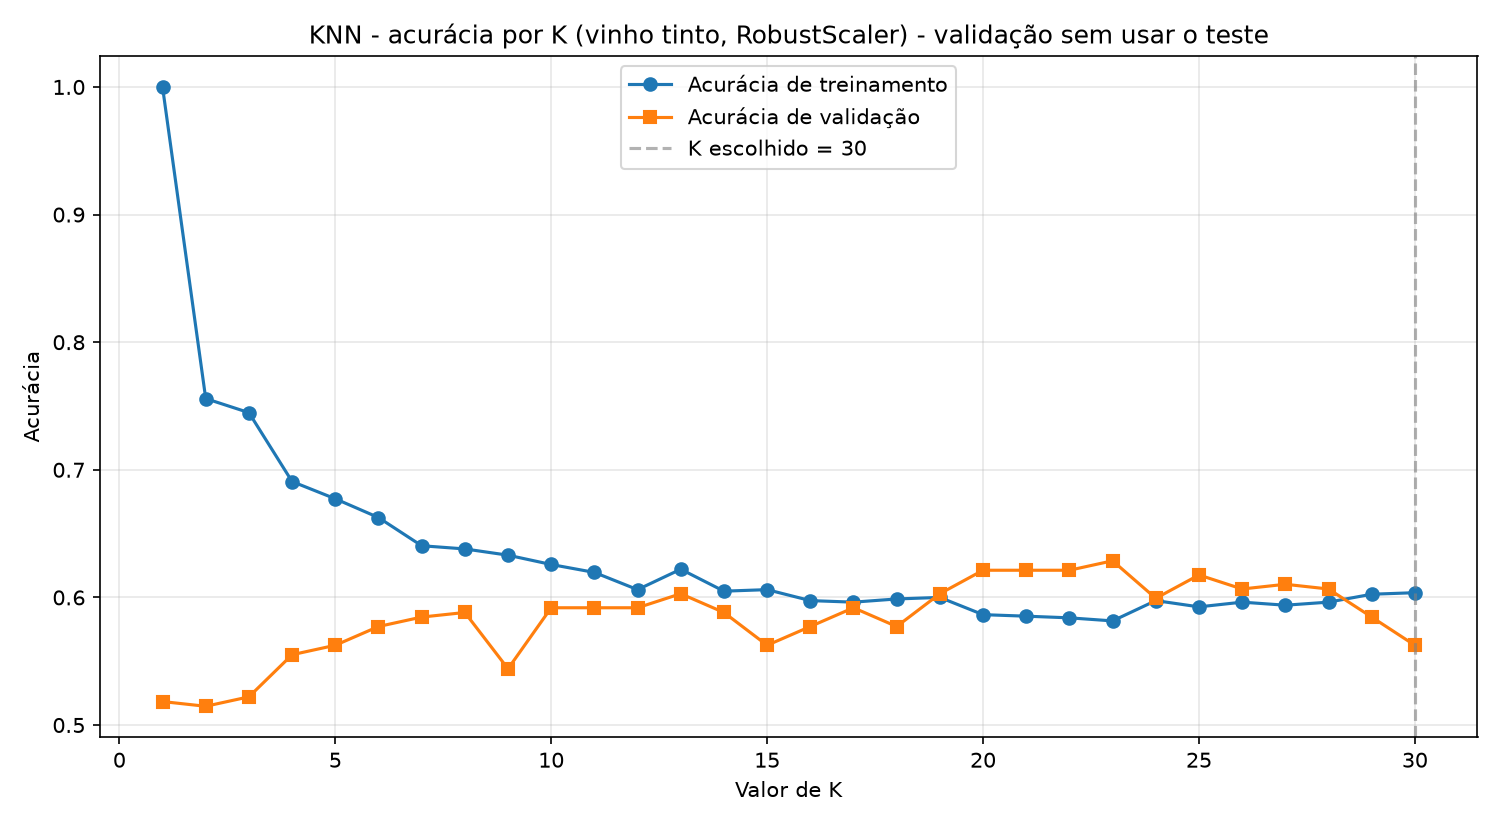 KNN - acurácia por K (vinho tinto, RobustScaler) - validação sem usar o teste
Acurácia de treinamento
Acurácia de validação
K escolhido = 30
Acurácia
1.0
0.9
0.8
0.7
0.6
0.5
0 5 10 15 20 25 30
Valor de K